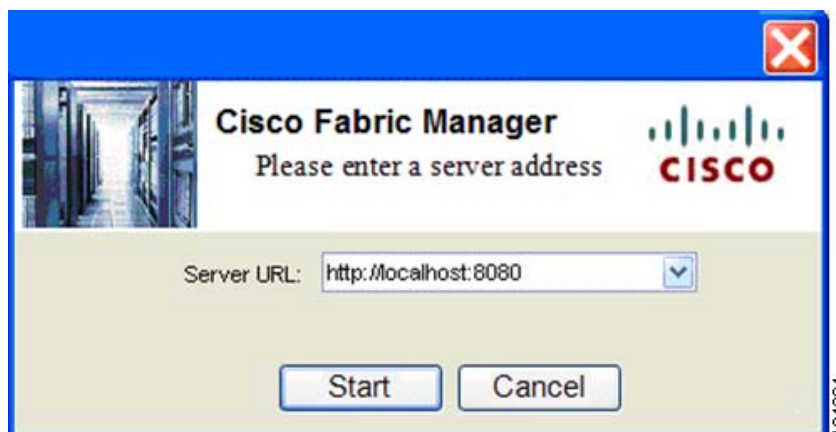 Cisco Fabric Manager
Please enter a server address
CISCO
Server URL: http://localhost:8080
Start
Cancel